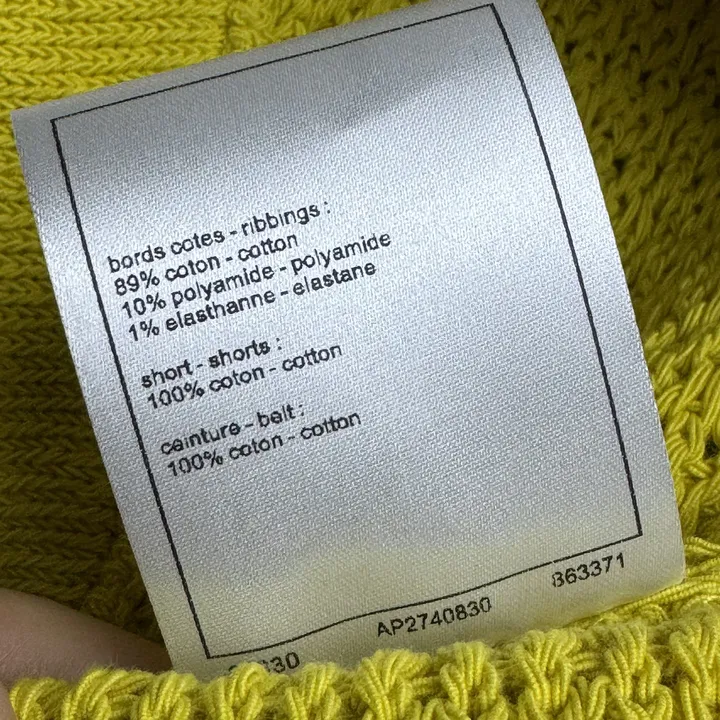 bords cotes - ribbings :
89% coton - cotton
10% polyamide - polyamide
1% elasthanne - elastane
short - shorts :
100% coton - cotton
ceinture - belt :
100% coton - cotton
AP2740830 863371